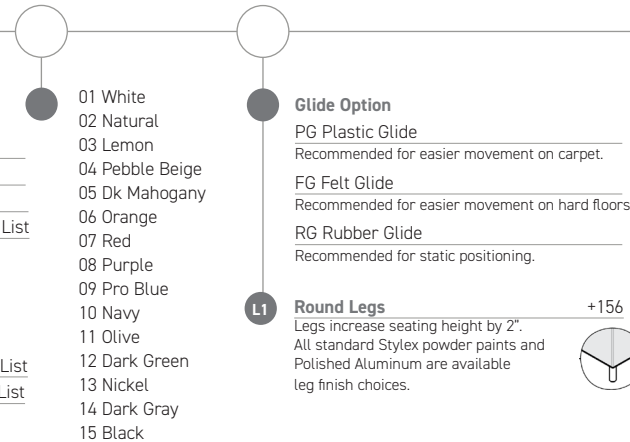 List
List
List
01 White
02 Natural
03 Lemon
04 Pebble Beige
05 Dk Mahogany
06 Orange
07 Red
08 Purple
09 Pro Blue
10 Navy
11 Olive
12 Dark Green
13 Nickel
14 Dark Gray
15 Black
Glide Option
PG Plastic Glide
Recommended for easier movement on carpet.
FG Felt Glide
Recommended for easier movement on hard floors
RG Rubber Glide
Recommended for static positioning.
L1 Round Legs +156
Legs increase seating height by 2”.
All standard Stylex powder paints and
Polished Aluminum are available
leg finish choices.